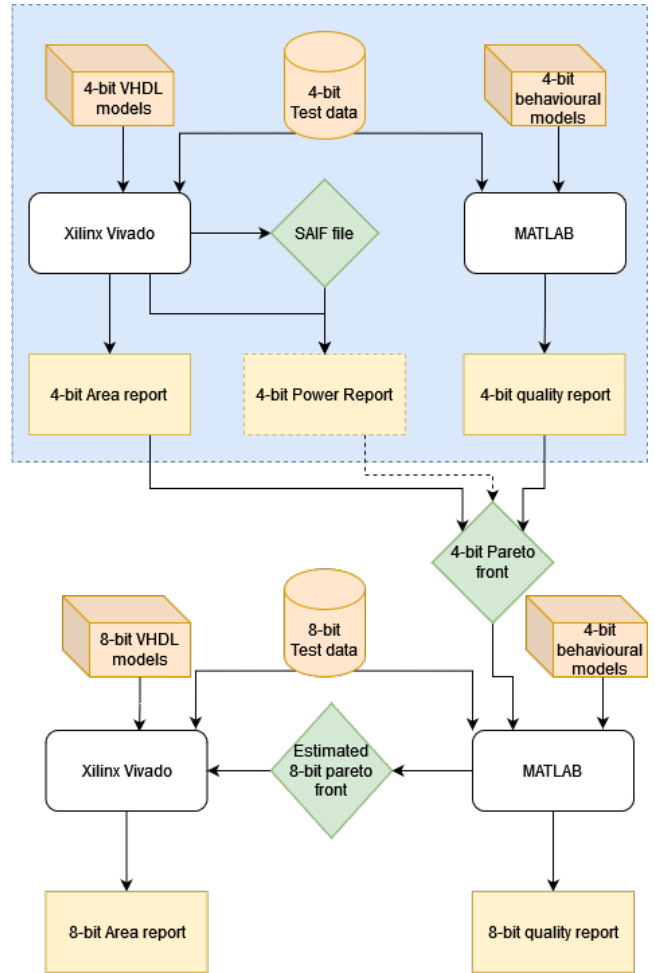 4-bit VHDL
models
4-bit
Test data
4-bit
behavioural
models
Xilinx Vivado
SAIF file
MATLAB
4-bit Area report
4-bit Power Report
4-bit quality report
4-bit Pareto
front
8-bit VHDL
models
8-bit
Test data
4-bit
behavioural
models
Xilinx Vivado
Estimated
8-bit pareto
front
MATLAB
8-bit Area report
8-bit quality report